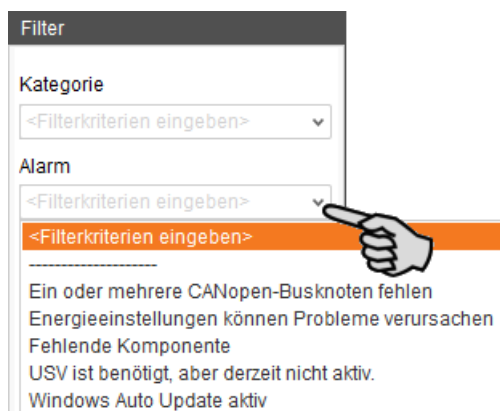 Filter
Kategorie
<Filterkriterien eingeben>
Alarm
<Filterkriterien eingeben>
<Filterkriterien eingeben>
--------------------
Ein oder mehrere CANopen-Busknoten fehlen
Energieeinstellungen können Probleme verursachen
Fehlende Komponente
USV ist benötigt, aber derzeit nicht aktiv.
Windows Auto Update aktiv